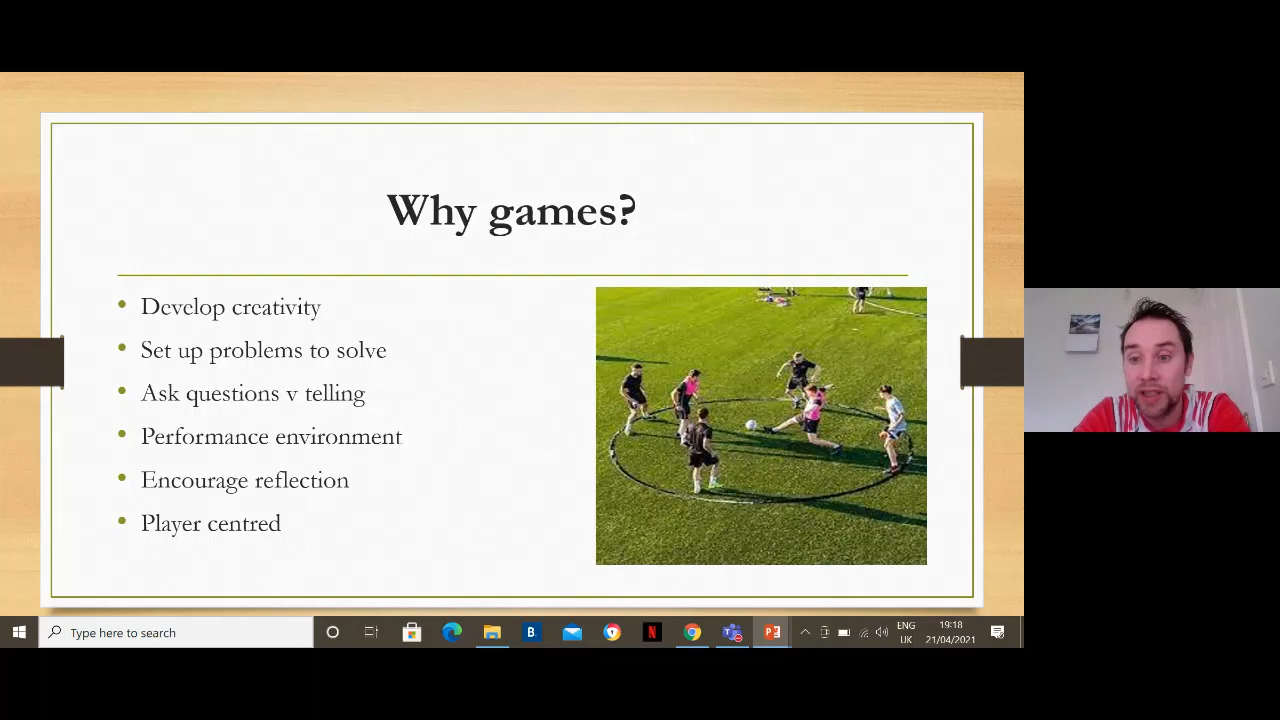 Why games?
Develop creativity
Set up problems to solve
Ask questions v telling
Performance environment
Encourage reflection
Player centred
Type here to search
B.
N
ENG
UK
19:18
21/04/2021